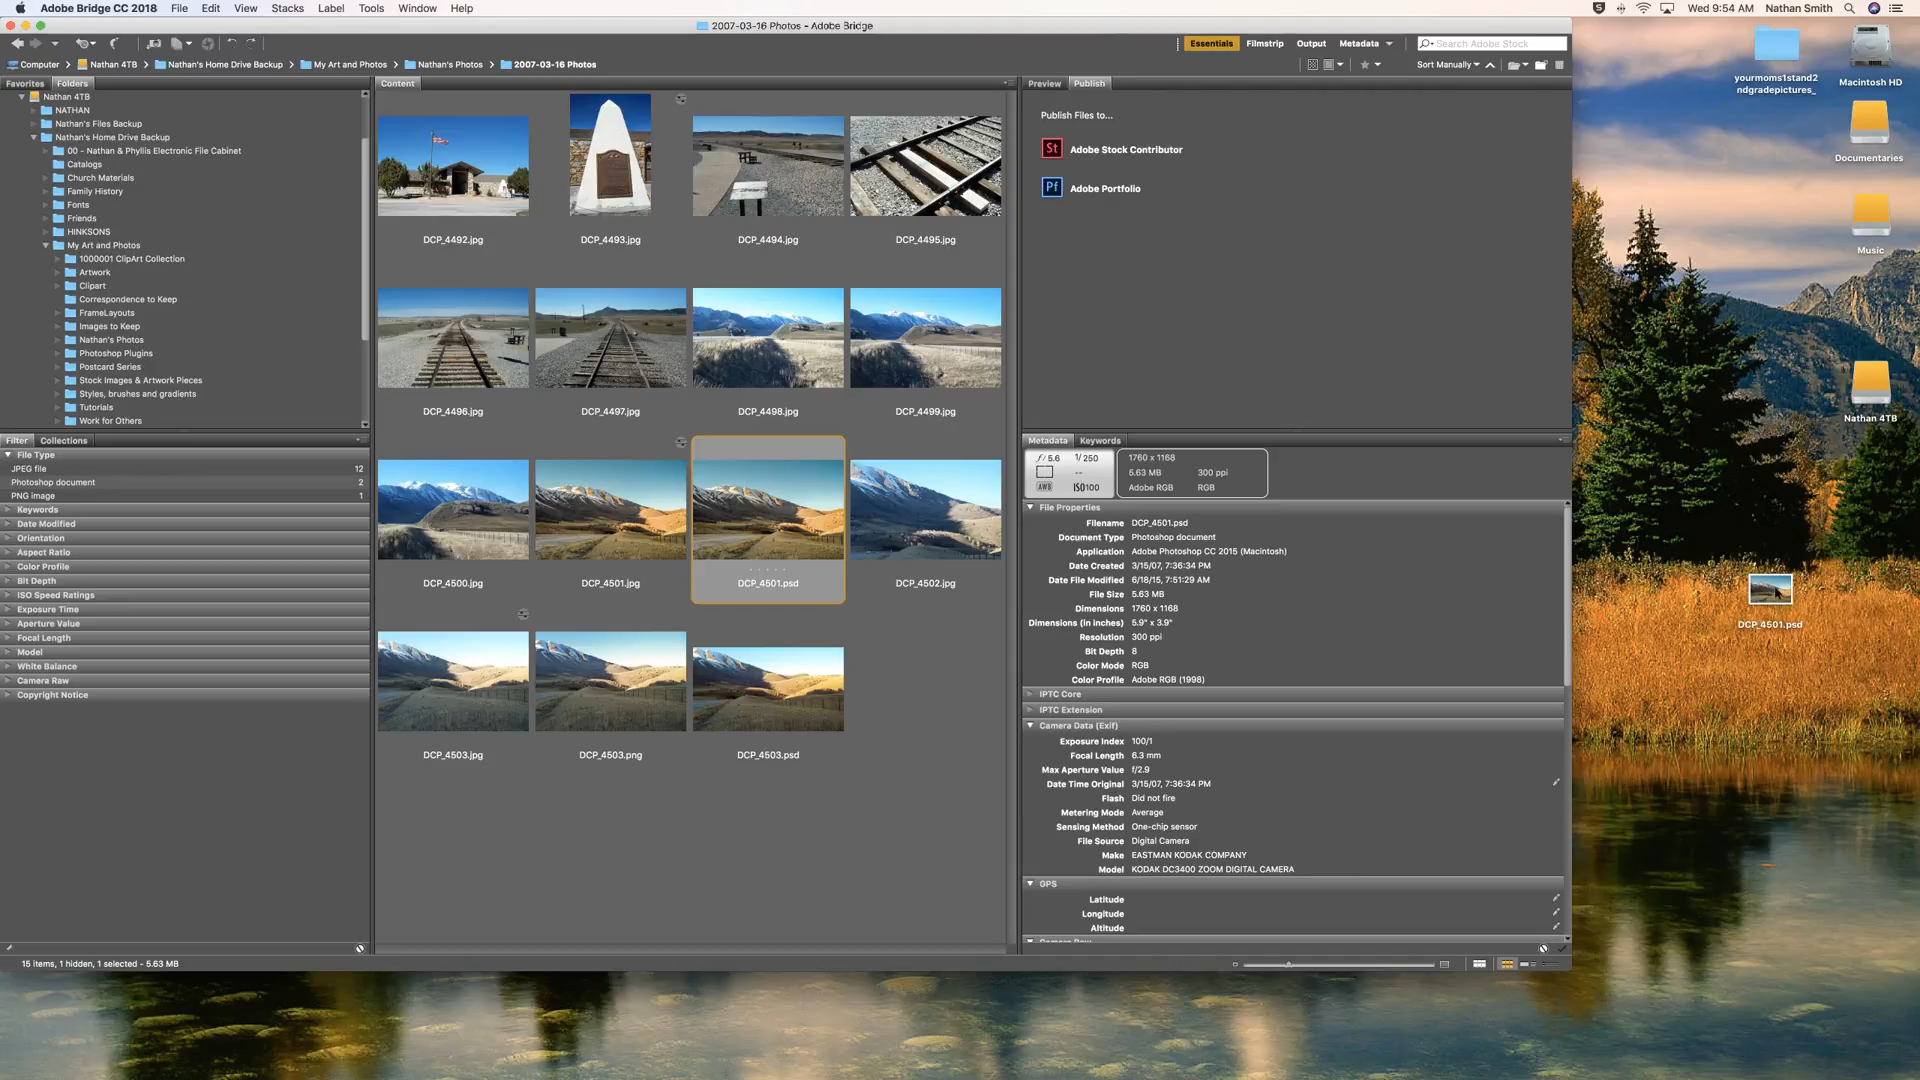 Adobe Bridge CC 2018 File Edit View Stacks Label Tools Window Help
Wed 9:54 AM Nathan Smith
2007-03-16 Photos – Adobe Bridge
Essentials Filmstrip Output Metadata
Search Adobe Stock
Computer Nathan 4TB Nathan's Home Drive Backup My Art and Photos Nathan's Photos 2007-03-16 Photos
Sort Manually
Favorites Folders
Nathan 4TB
NATHAN
Nathan's Files Backup
Nathan's Home Drive Backup
00 - Nathan & Phyllis Electronic File Cabinet
Catalogs
Church Materials
Family History
Fonts
Friends
HINKSONS
My Art and Photos
1000001 ClipArt Collection
Artwork
Clipart
Correspondence to Keep
FrameLayouts
Images to Keep
Nathan's Photos
Photoshop Plugins
Postcard Series
Stock Images & Artwork Pieces
Styles, brushes and gradients
Tutorials
Work for Others
Filter Collections
File Type
JPEG file 12
Photoshop document 2
PNG image 1
Keywords
Date Modified
Orientation
Aspect Ratio
Color Profile
Bit Depth
ISO Speed Ratings
Exposure Time
Aperture Value
Focal Length
Model
White Balance
Camera Raw
Copyright Notice
15 items, 1 hidden, 1 selected - 5.63 MB
Content
DCP_4492.jpg DCP_4493.jpg DCP_4494.jpg DCP_4495.jpg
DCP_4496.jpg DCP_4497.jpg DCP_4498.jpg DCP_4499.jpg
DCP_4500.jpg DCP_4501.jpg DCP_4501.psd DCP_4502.jpg
DCP_4503.jpg DCP_4503.png DCP_4503.psd
Preview Publish
Publish Files to...
St Adobe Stock Contributor
Pf Adobe Portfolio
Metadata Keywords
f/ 5.6 1/ 250
--
AWB ISO100
1760 x 1168
5.63 MB 300 ppi
Adobe RGB RGB
File Properties
Filename DCP_4501.psd
Document Type Photoshop document
Application Adobe Photoshop CC 2015 (Macintosh)
Date Created 3/15/07, 7:36:34 PM
Date File Modified 6/18/15, 7:51:29 AM
File Size 5.63 MB
Dimensions 1760 x 1168
Dimensions (in inches) 5.9" x 3.9"
Resolution 300 ppi
Bit Depth 8
Color Mode RGB
Color Profile Adobe RGB (1998)
IPTC Core
IPTC Extension
Camera Data (Exif)
Exposure Index 100/1
Focal Length 6.3 mm
Max Aperture Value f/2.9
Date Time Original 3/15/07, 7:36:34 PM
Flash Did not fire
Metering Mode Average
Sensing Method One-chip sensor
File Source Digital Camera
Make EASTMAN KODAK COMPANY
Model KODAK DC3400 ZOOM DIGITAL CAMERA
GPS
Latitude
Longitude
Altitude
yourmoms1stand2
ndgradepictures_
Macintosh HD
Documentaries
Music
Nathan 4TB
DCP_4501.psd